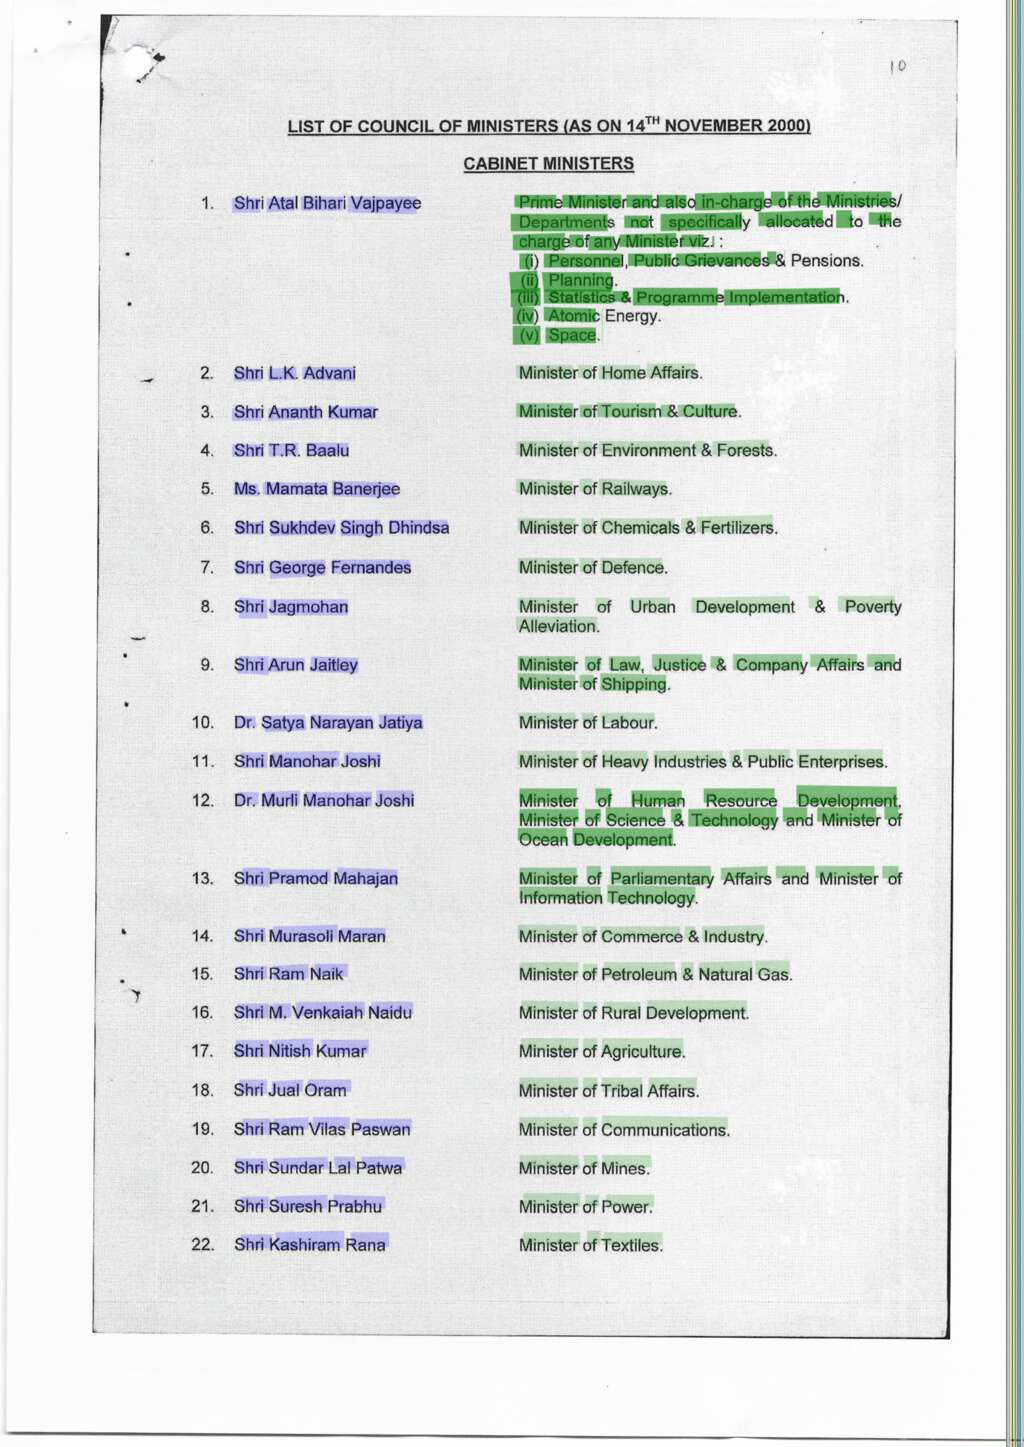 10
LIST OF COUNCIL OF MINISTERS (AS ON 14TH NOVEMBER 2000)
CABINET MINISTERS
1. Shri Atal Bihari Vajpayee Prime Minister and also in-charge of the Ministries/
Departments not specifically allocated to the
charge of any Minister viz. :
(i) Personnel, Public Grievances & Pensions.
(ii) Planning.
(iii) Statistics & Programme Implementation.
(iv) Atomic Energy.
(v) Space.
2. Shri L.K. Advani Minister of Home Affairs.
3. Shri Ananth Kumar Minister of Tourism & Culture.
4. Shri T.R. Baalu Minister of Environment & Forests.
5. Ms. Mamata Banerjee Minister of Railways.
6. Shri Sukhdev Singh Dhindsa Minister of Chemicals & Fertilizers.
7. Shri George Fernandes Minister of Defence.
8. Shri Jagmohan Minister of Urban Development & Poverty
Alleviation.
9. Shri Arun Jaitley Minister of Law, Justice & Company Affairs and
Minister of Shipping.
10. Dr. Satya Narayan Jatiya Minister of Labour.
11. Shri Manohar Joshi Minister of Heavy Industries & Public Enterprises.
12. Dr. Murli Manohar Joshi Minister of Human Resource Development,
Minister of Science & Technology and Minister of
Ocean Development.
13. Shri Pramod Mahajan Minister of Parliamentary Affairs and Minister of
Information Technology.
14. Shri Murasoli Maran Minister of Commerce & Industry.
15. Shri Ram Naik Minister of Petroleum & Natural Gas.
16. Shri M. Venkaiah Naidu Minister of Rural Development.
17. Shri Nitish Kumar Minister of Agriculture.
18. Shri Jual Oram Minister of Tribal Affairs.
19. Shri Ram Vilas Paswan Minister of Communications.
20. Shri Sundar Lal Patwa Minister of Mines.
21. Shri Suresh Prabhu Minister of Power.
22. Shri Kashiram Rana Minister of Textiles.